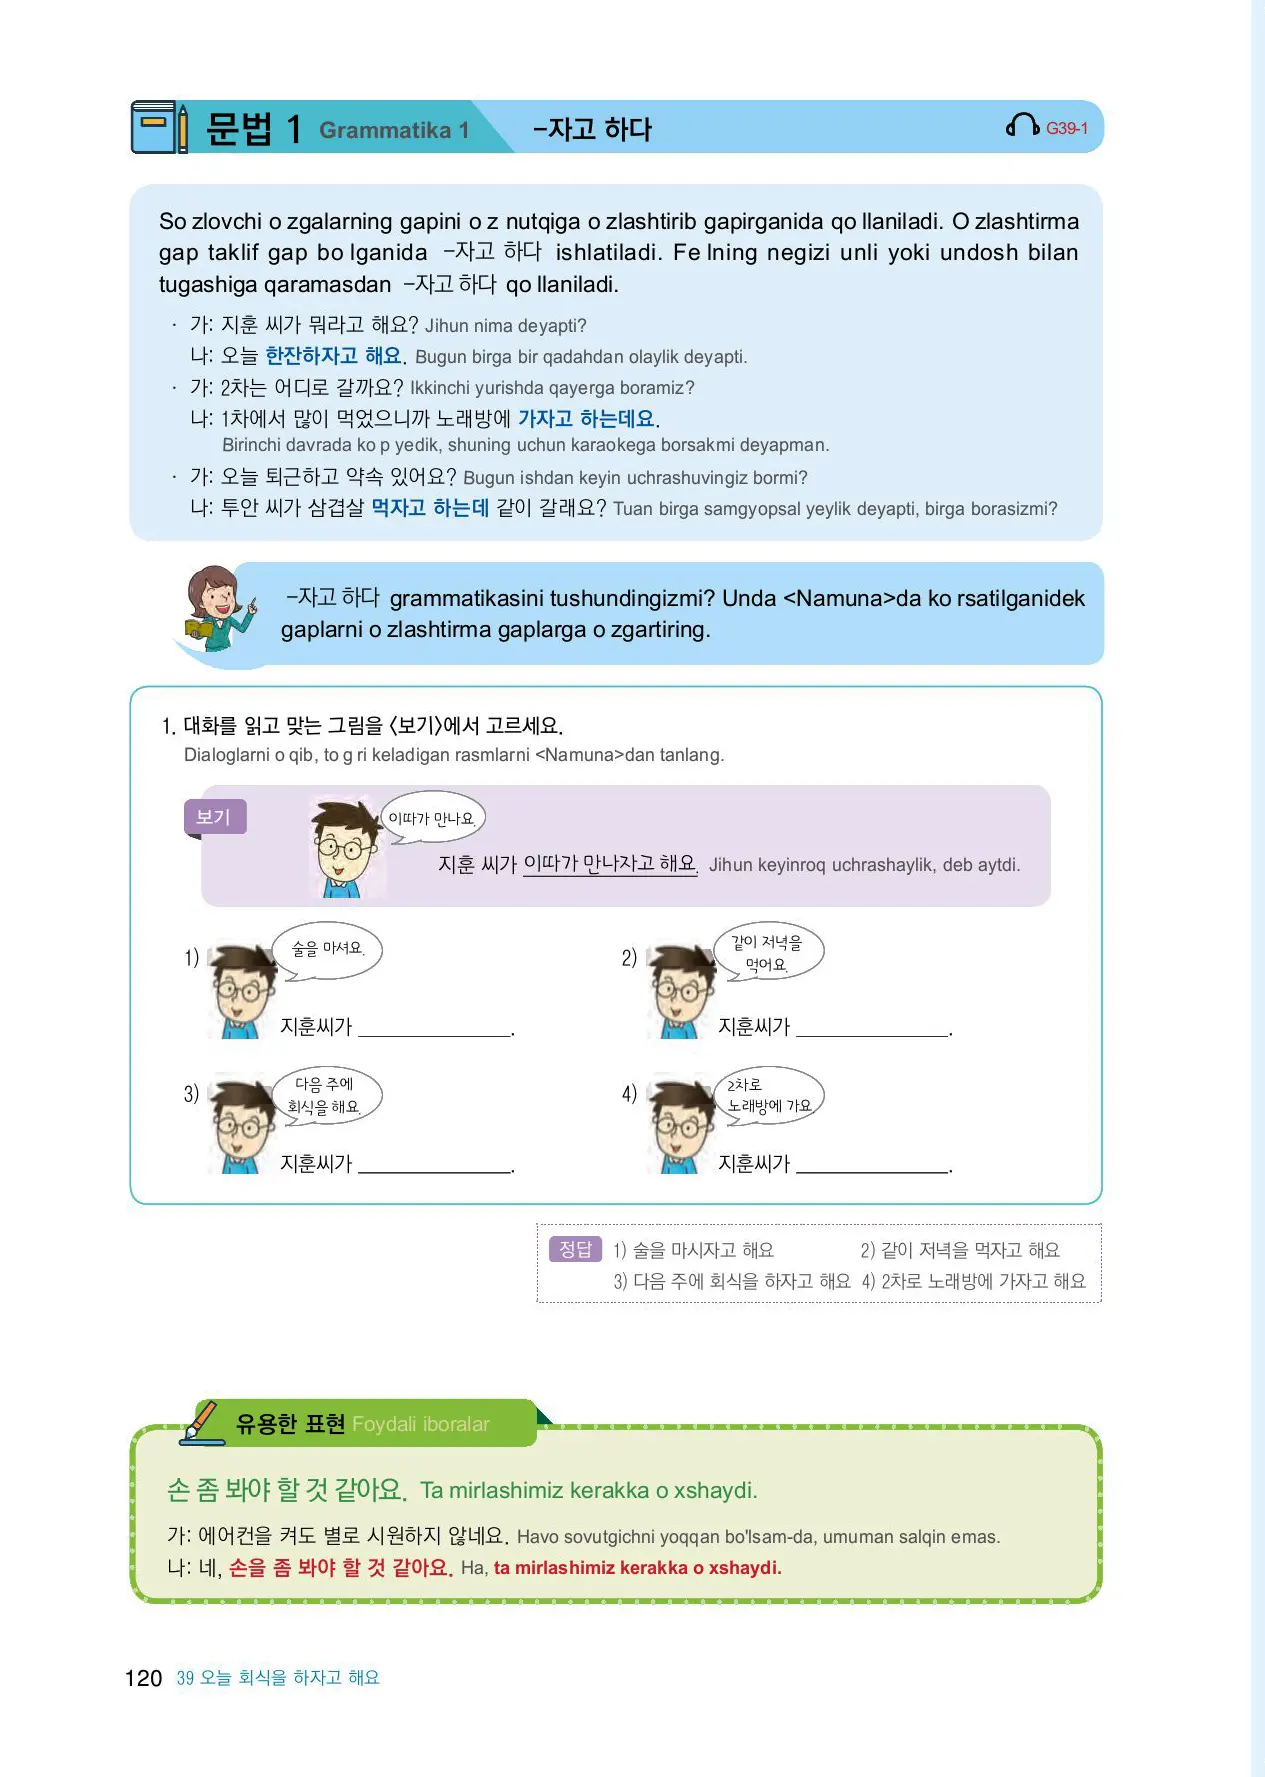 문법 1 Grammatika 1 -자고 하다 G39-1
So zlovchi o zgalarning gapini o z nutqiga o zlashtirib gapirganida qo llaniladi. O zlashtirma
gap taklif gap bo lganida -자고 하다 ishlatiladi. Fe lning negizi unli yoki undosh bilan
tugashiga qaramasdan -자고 하다 qo llaniladi.
· 가: 지훈 씨가 뭐라고 해요? Jihun nima deyapti?
나: 오늘 한잔하자고 해요. Bugun birga bir qadahdan olaylik deyapti.
· 가: 2차는 어디로 갈까요? Ikkinchi yurishda qayerga boramiz?
나: 1차에서 많이 먹었으니까 노래방에 가자고 하는데요.
Birinchi davrada ko p yedik, shuning uchun karaokega borsakmi deyapman.
· 가: 오늘 퇴근하고 약속 있어요? Bugun ishdan keyin uchrashuvingiz bormi?
나: 투안 씨가 삼겹살 먹자고 하는데 같이 갈래요? Tuan birga samgyopsal yeylik deyapti, birga borasizmi?
-자고 하다 grammatikasini tushundingizmi? Unda <Namuna>da ko rsatilganidek
gaplarni o zlashtirma gaplarga o zgartiring.
1. 대화를 읽고 맞는 그림을 <보기>에서 고르세요.
Dialoglarni o qib, to g ri keladigan rasmlarni <Namuna>dan tanlang.
보기
이따가 만나요.
지훈 씨가 이따가 만나자고 해요. Jihun keyinroq uchrashaylik, deb aytdi.
1) 술을 마셔요.
지훈씨가 ______________.
2) 같이 저녁을
먹어요.
지훈씨가 ______________.
3) 다음 주에
회식을 해요.
지훈씨가 ______________.
4) 2차로
노래방에 가요.
지훈씨가 ______________.
정답 1) 술을 마시자고 해요 2) 같이 저녁을 먹자고 해요
3) 다음 주에 회식을 하자고 해요 4) 2차로 노래방에 가자고 해요
유용한 표현 Foydali iboralar
손 좀 봐야 할 것 같아요. Ta mirlashimiz kerakka o xshaydi.
가: 에어컨을 켜도 별로 시원하지 않네요. Havo sovutgichni yoqqan bo'lsam-da, umuman salqin emas.
나: 네, 손을 좀 봐야 할 것 같아요. Ha, ta mirlashimiz kerakka o xshaydi.
120 39 오늘 회식을 하자고 해요